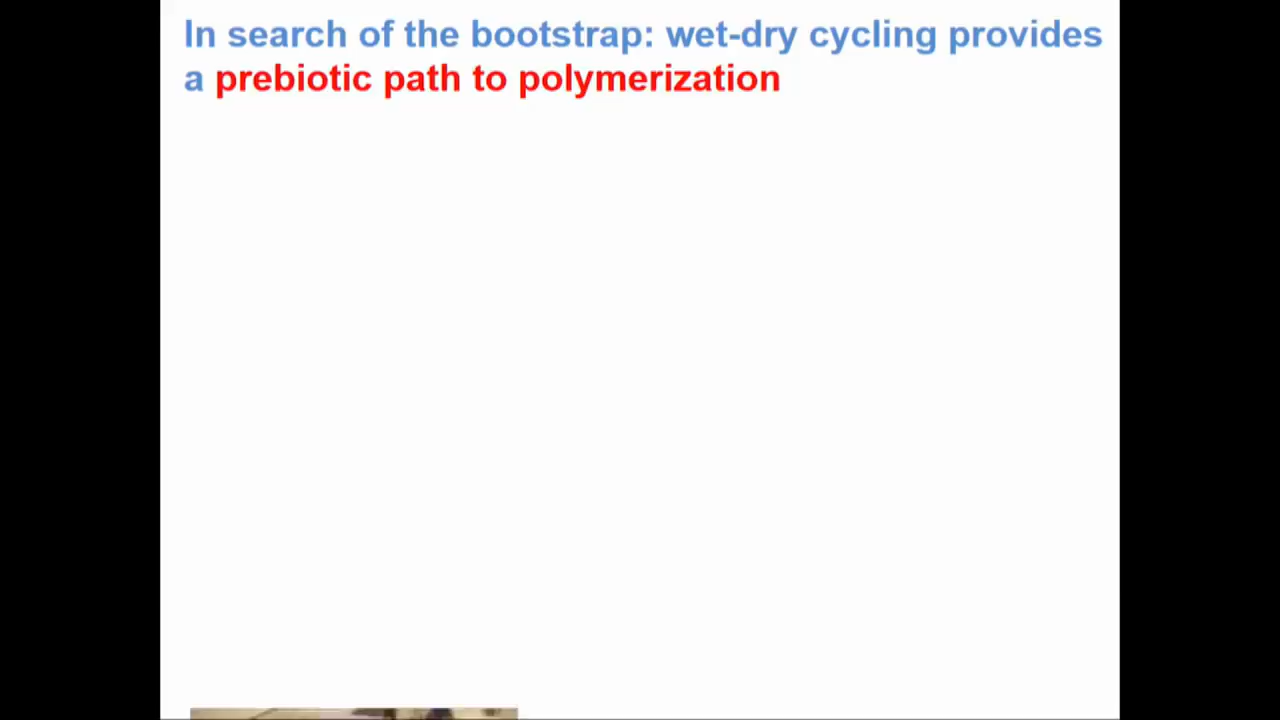 In search of the bootstrap: wet-dry cycling provides
a prebiotic path to polymerization